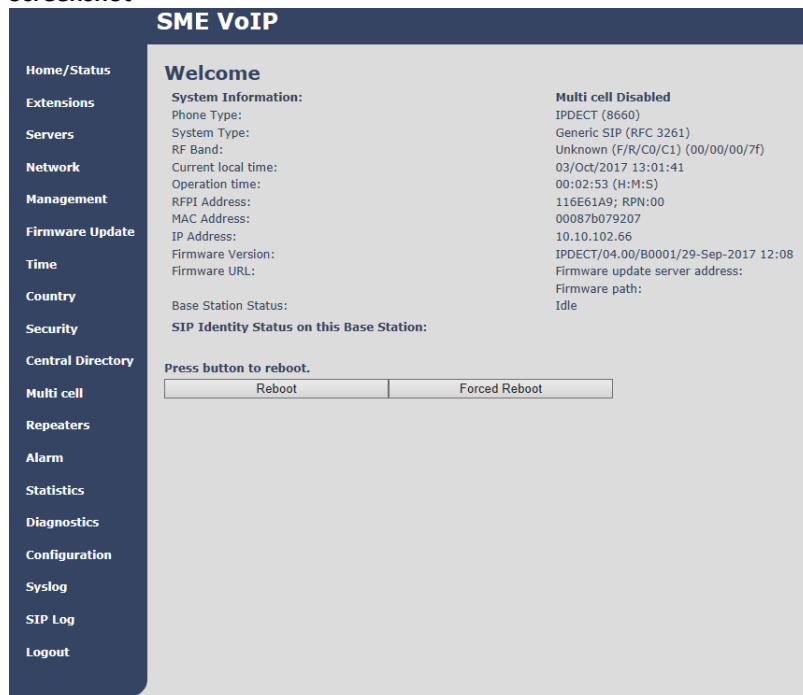 SME VoIP
Home/Status
Extensions
Servers
Network
Management
Firmware Update
Time
Country
Security
Central Directory
Multi cell
Repeaters
Alarm
Statistics
Diagnostics
Configuration
Syslog
SIP Log
Logout
Welcome
System Information: Multi cell Disabled
Phone Type: IPDECT (8660)
System Type: Generic SIP (RFC 3261)
RF Band: Unknown (F/R/C0/C1) (00/00/00/7f)
Current local time: 03/Oct/2017 13:01:41
Operation time: 00:02:53 (H:M:S)
RFPI Address: 116E61A9; RPN:00
MAC Address: 00087b079207
IP Address: 10.10.102.66
Firmware Version: IPDECT/04.00/B0001/29-Sep-2017 12:08
Firmware URL: Firmware update server address:
Firmware path:
Base Station Status: Idle
SIP Identity Status on this Base Station:
Press button to reboot.
Reboot Forced Reboot